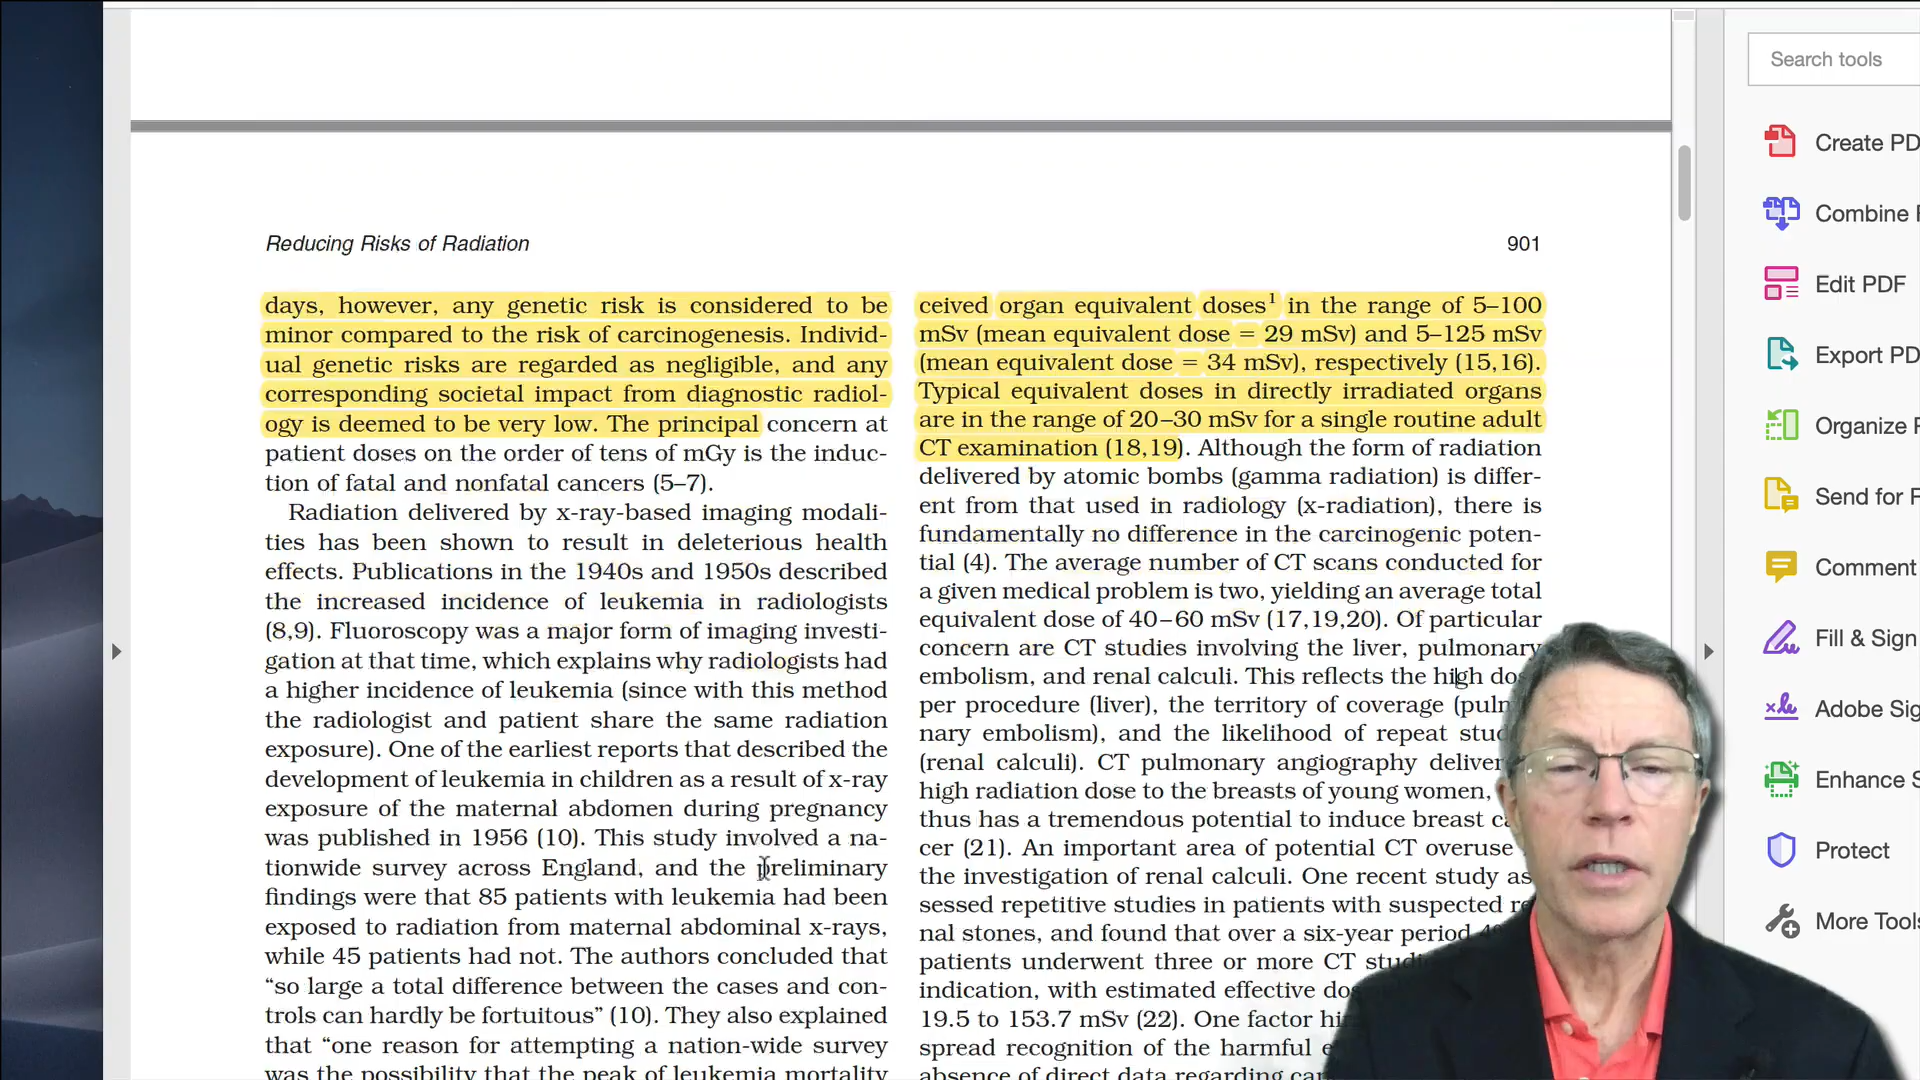 Reducing Risks of Radiation
901
days, however, any genetic risk is considered to be
minor compared to the risk of carcinogenesis. Individ-
ual genetic risks are regarded as negligible, and any
corresponding societal impact from diagnostic radiol-
ogy is deemed to be very low. The principal concern at
patient doses on the order of tens of mGy is the induc-
tion of fatal and nonfatal cancers (5–7).
Radiation delivered by x-ray-based imaging modali-
ties has been shown to result in deleterious health
effects. Publications in the 1940s and 1950s described
the increased incidence of leukemia in radiologists
(8,9). Fluoroscopy was a major form of imaging investi-
gation at that time, which explains why radiologists had
a higher incidence of leukemia (since with this method
the radiologist and patient share the same radiation
exposure). One of the earliest reports that described the
development of leukemia in children as a result of x-ray
exposure of the maternal abdomen during pregnancy
was published in 1956 (10). This study involved a na-
tionwide survey across England, and the preliminary
findings were that 85 patients with leukemia had been
exposed to radiation from maternal abdominal x-rays,
while 45 patients had not. The authors concluded that
“so large a total difference between the cases and con-
trols can hardly be fortuitous” (10). They also explained
that “one reason for attempting a nation-wide survey
was the possibility that the peak of leukemia mortality
ceived organ equivalent doses¹ in the range of 5–100
mSv (mean equivalent dose = 29 mSv) and 5–125 mSv
(mean equivalent dose = 34 mSv), respectively (15,16).
Typical equivalent doses in directly irradiated organs
are in the range of 20–30 mSv for a single routine adult
CT examination (18,19). Although the form of radiation
delivered by atomic bombs (gamma radiation) is differ-
ent from that used in radiology (x-radiation), there is
fundamentally no difference in the carcinogenic poten-
tial (4). The average number of CT scans conducted for
a given medical problem is two, yielding an average total
equivalent dose of 40–60 mSv (17,19,20). Of particular
concern are CT studies involving the liver, pulmonary
embolism, and renal calculi. This reflects the high
per procedure (liver), the territory of coverage
nary embolism), and the likelihood of repeat
(renal calculi). CT pulmonary angiography
high radiation dose to the breasts of young women,
thus has a tremendous potential to induce breast
cer (21). An important area of potential CT overuse
the investigation of renal calculi. One recent study as
sessed repetitive studies in patients with suspected
nal stones, and found that over a six-year period
patients underwent three or more CT
indication, with estimated effective
19.5 to 153.7 mSv (22). One factor
spread recognition of the harmful
absence of direct data regarding
Search tools
Create PD
Combine
Edit PDF
Export PD
Organize
Send for
Comment
Fill & Sign
Adobe Sig
Enhance S
Protect
More Tools